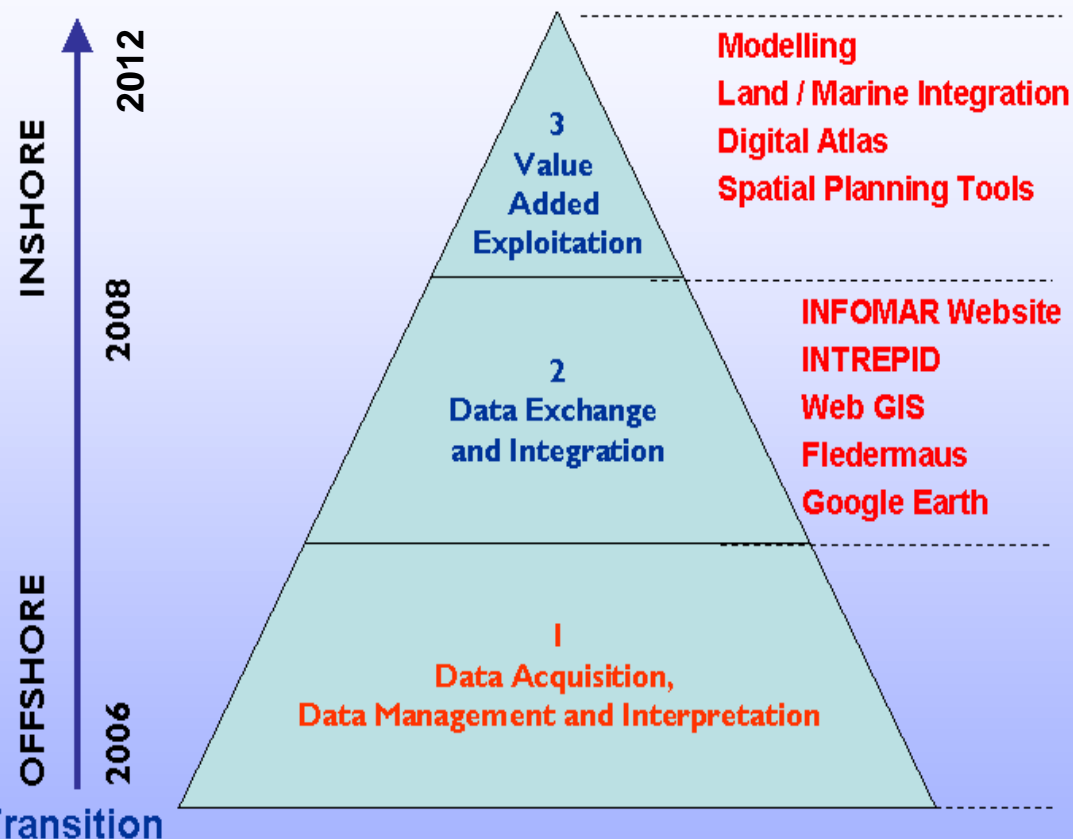 2012
INSHORE
2008
OFFSHORE
2006
Transition
3
Value
Added
Exploitation
2
Data Exchange
and Integration
1
Data Acquisition,
Data Management and Interpretation
Modelling
Land / Marine Integration
Digital Atlas
Spatial Planning Tools
INFOMAR Website
INTREPID
Web GIS
Fledermaus
Google Earth